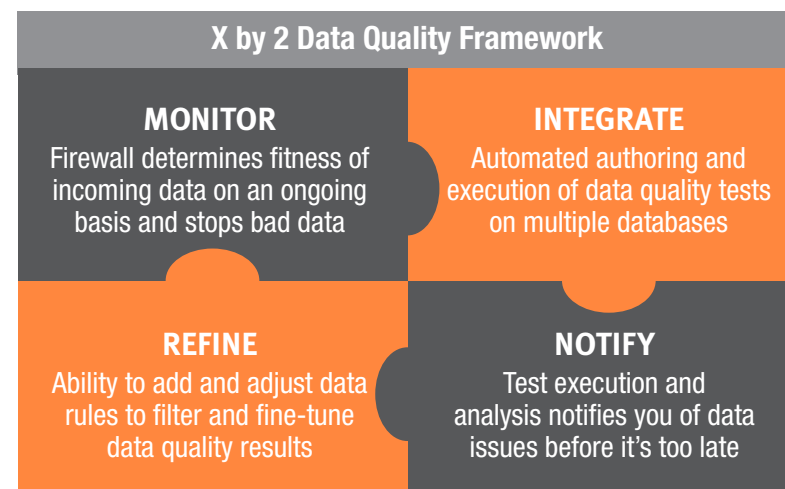 X by 2 Data Quality Framework
MONITOR
Firewall determines fitness of
incoming data on an ongoing
basis and stops bad data
INTEGRATE
Automated authoring and
execution of data quality tests
on multiple databases
REFINE
Ability to add and adjust data
rules to filter and fine-tune
data quality results
NOTIFY
Test execution and
analysis notifies you of data
issues before it’s too late